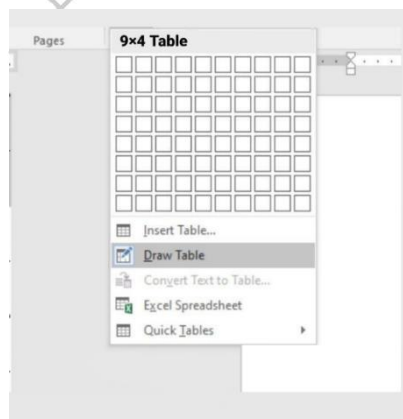 Pages
9×4 Table
Insert Table...
Draw Table
Convert Text to Table...
Excel Spreadsheet
Quick Tables